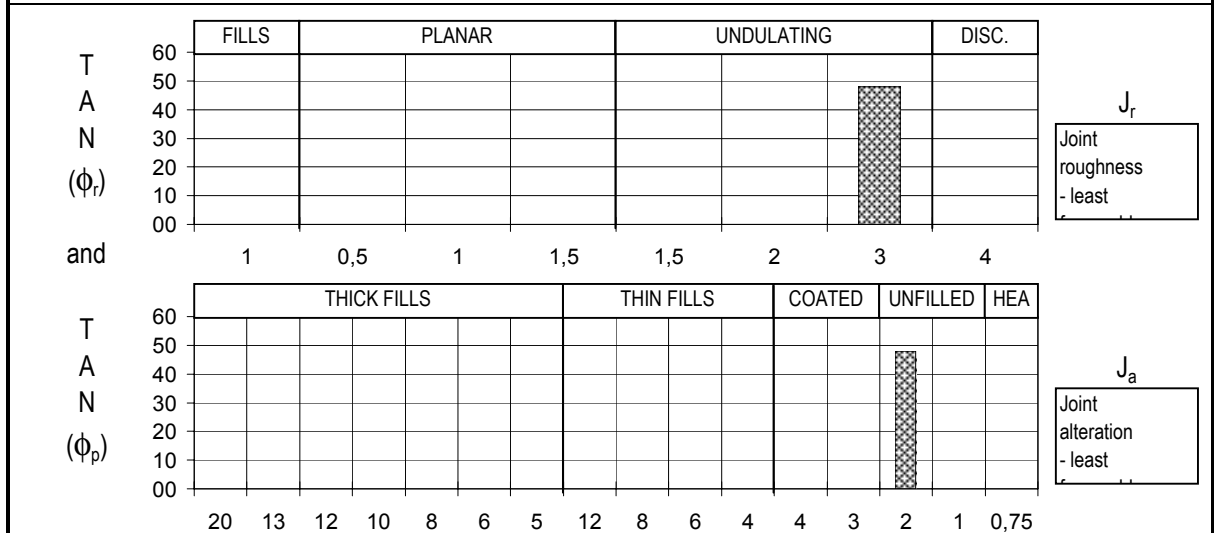 FILLS PLANAR UNDULATING DISC.
TAN (φr)
60
50
40
30
20
10
00
Jr
Joint
roughness
- least
and
1 0,5 1 1,5 1,5 2 3 4
THICK FILLS THIN FILLS COATED UNFILLED HEA
TAN (φp)
60
50
40
30
20
10
00
Ja
Joint
alteration
- least
20 13 12 10 8 6 5 12 8 6 4 4 3 2 1 0,75